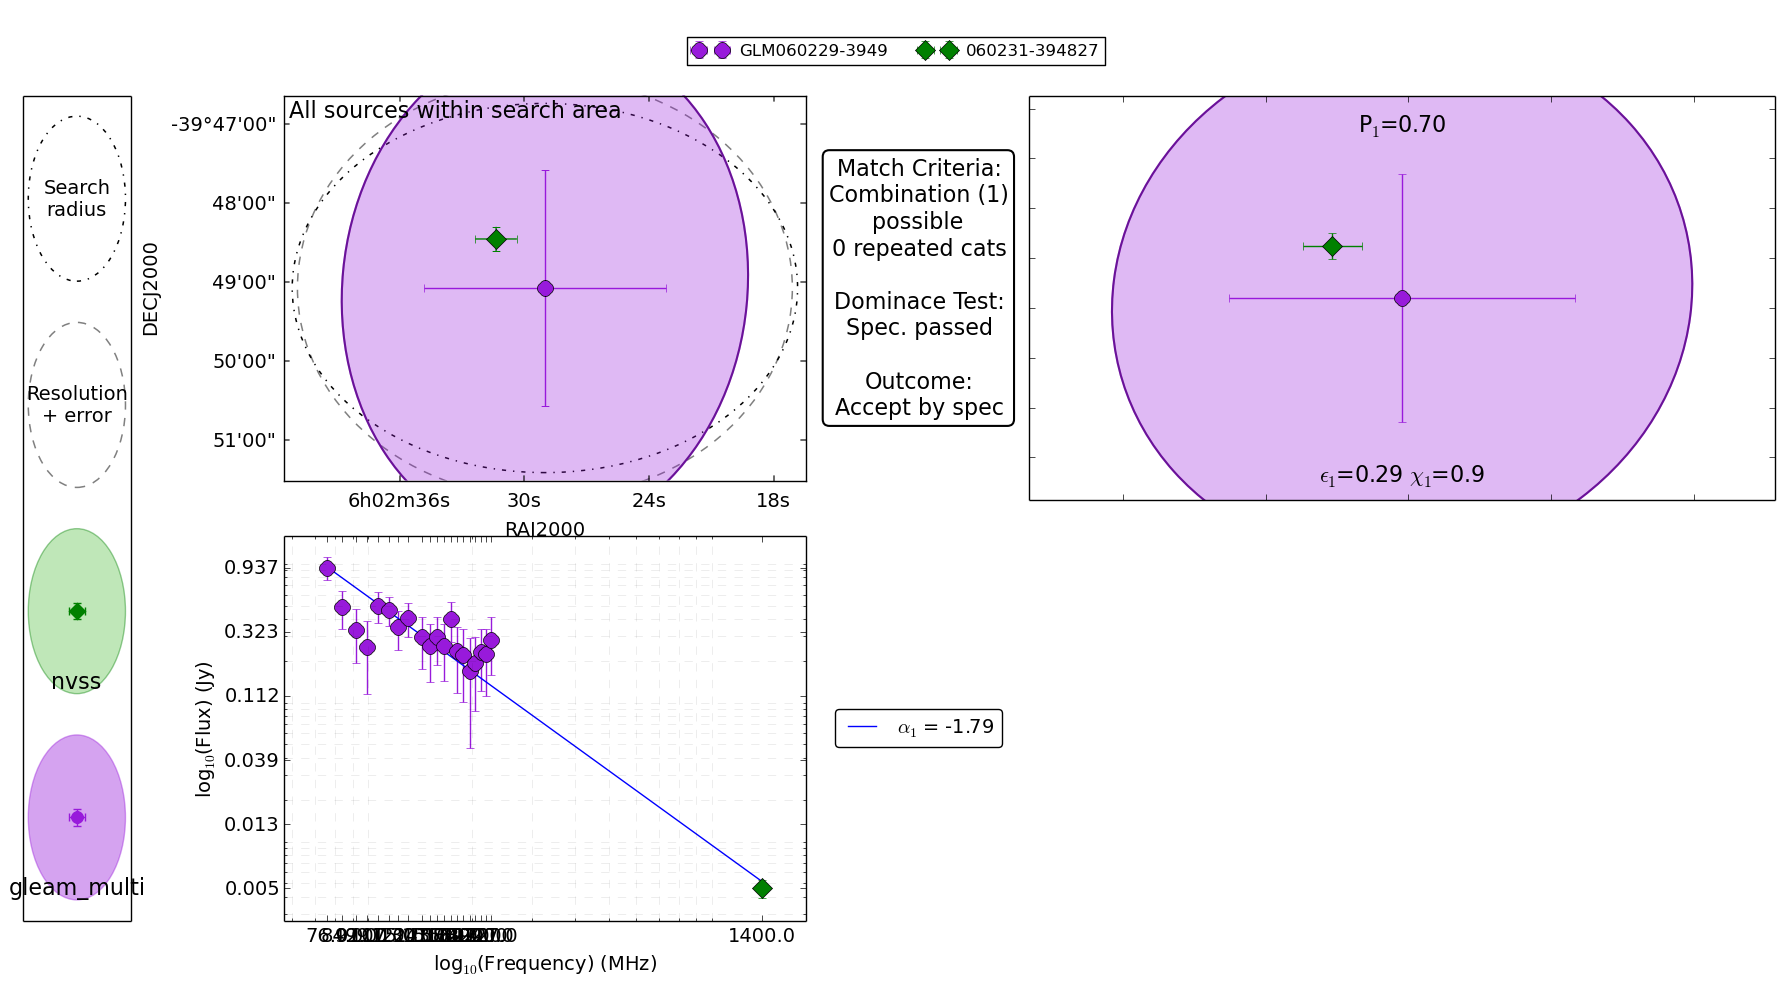 GLM060229-3949 060231-394827
Search
radius
Resolution
+ error
nvss
gleam_multi
All sources within search area
DECJ2000
-39°47'00"
48'00"
49'00"
50'00"
51'00"
6h02m36s 30s 24s 18s
RAJ2000
Match Criteria:
Combination (1)
possible
0 repeated cats
Dominace Test:
Spec. passed
Outcome:
Accept by spec
P₁=0.70
ϵ₁=0.29 χ₁=0.9
log₁₀(Flux) (Jy)
0.937
0.323
0.112
0.039
0.013
0.005
1400.0
log₁₀(Frequency) (MHz)
α₁ = -1.79